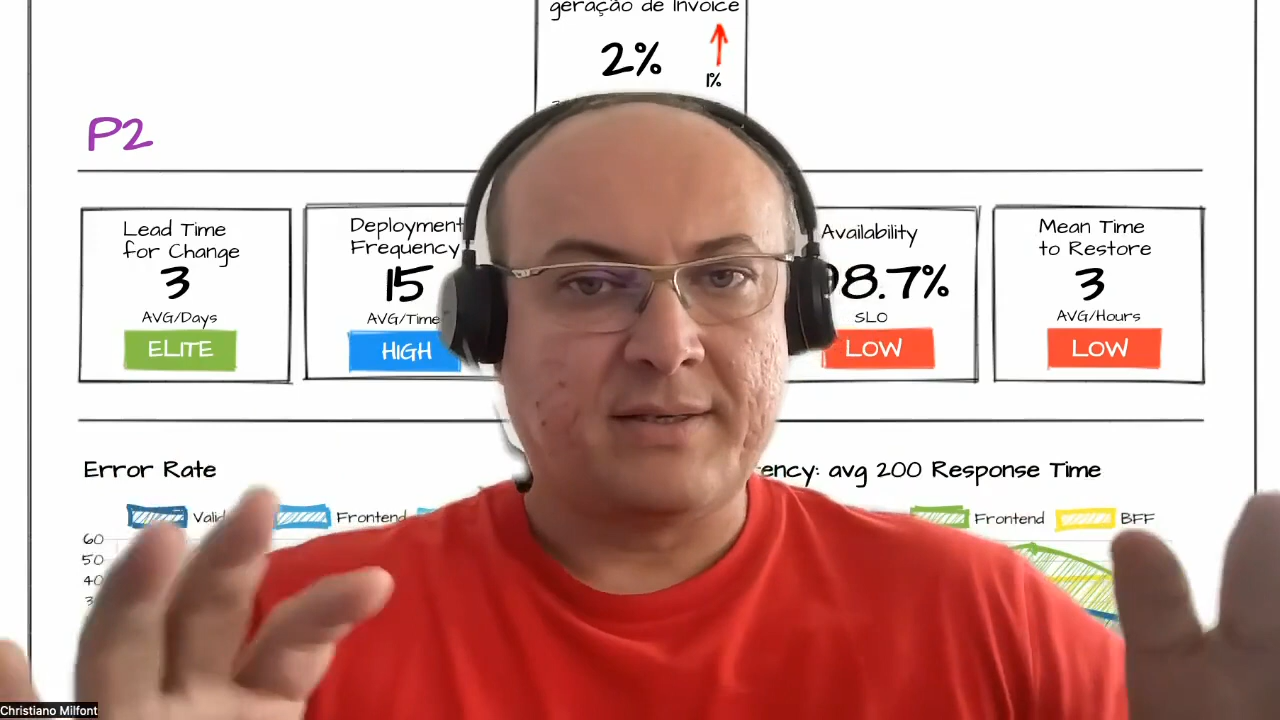 geração de Invoice
2%
1%
P2
Lead Time
for Change
3
AVG/Days
ELITE
Deployment
Frequency
15
AVG/Time
HIGH
Availability
98.7%
SLO
LOW
Mean Time
to Restore
3
AVG/Hours
LOW
Error Rate
avg 200 Response Time
Frontend
Frontend
BFF
60
50
40
Christiano Milfont